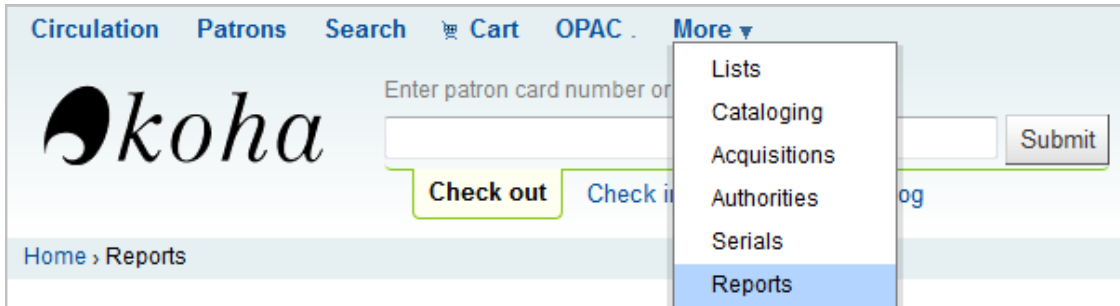 Circulation Patrons Search Cart OPAC . More
Lists
Enter patron card number or
Cataloging
koha
Submit
Acquisitions
Check out Check i
Authorities
og
Serials
Home › Reports
Reports